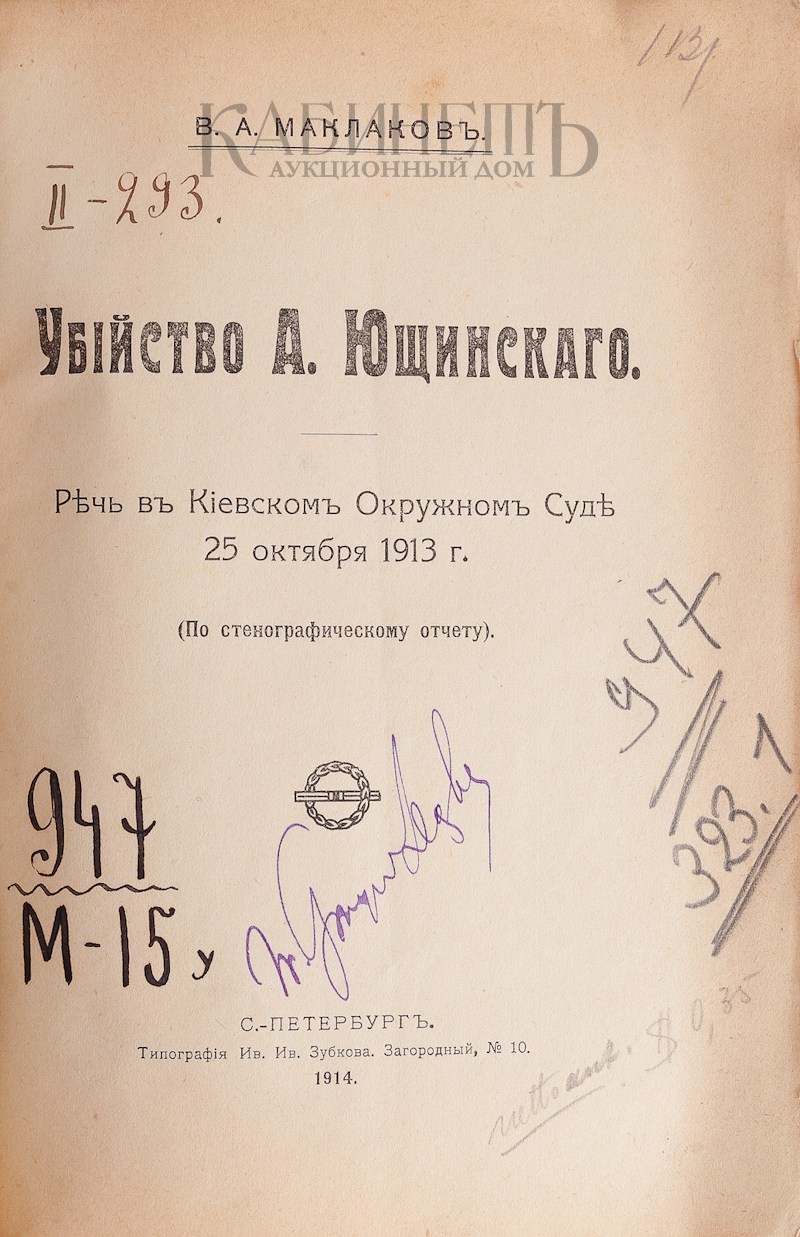 113
КАБИНЕТЪ
АУКЦИОННЫЙ ДОМ
В. А. МАКЛАКОВЪ.
II - 293.
Убійство А. Ющинскаго.
Рѣчь въ Кіевскомъ Окружномъ Судѣ
25 октября 1913 г.
(По стенографическому отчету).
947
323.1
947
М-15 у
С.-ПЕТЕРБУРГЪ.
Типографія Ив. Ив. Зубкова. Загородный, № 10.
1914.
$ 0,35